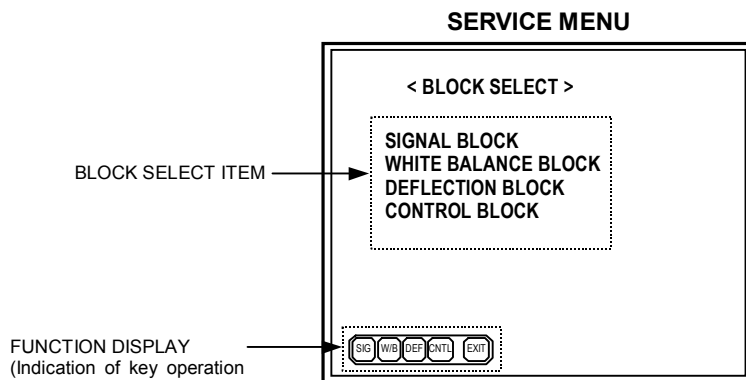 SERVICE MENU
< BLOCK SELECT >
SIGNAL BLOCK
WHITE BALANCE BLOCK
DEFLECTION BLOCK
CONTROL BLOCK
BLOCK SELECT ITEM
SIG W/B DEF CNTL EXIT
FUNCTION DISPLAY
(Indication of key operation